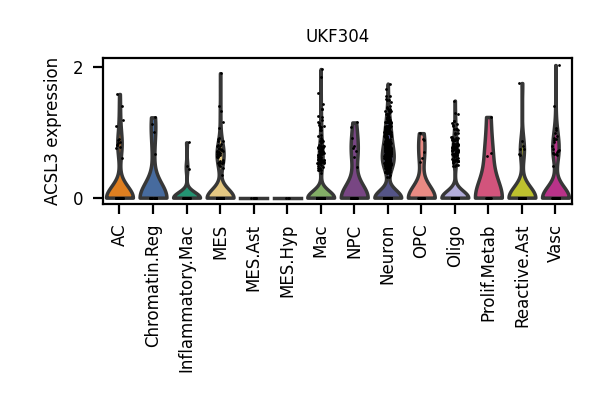 UKF304
ACSL3 expression
2
0
AC
Chromatin.Reg
Inflammatory.Mac
MES
MES.Ast
MES.Hyp
Mac
NPC
Neuron
OPC
Oligo
Prolif.Metab
Reactive.Ast
Vasc